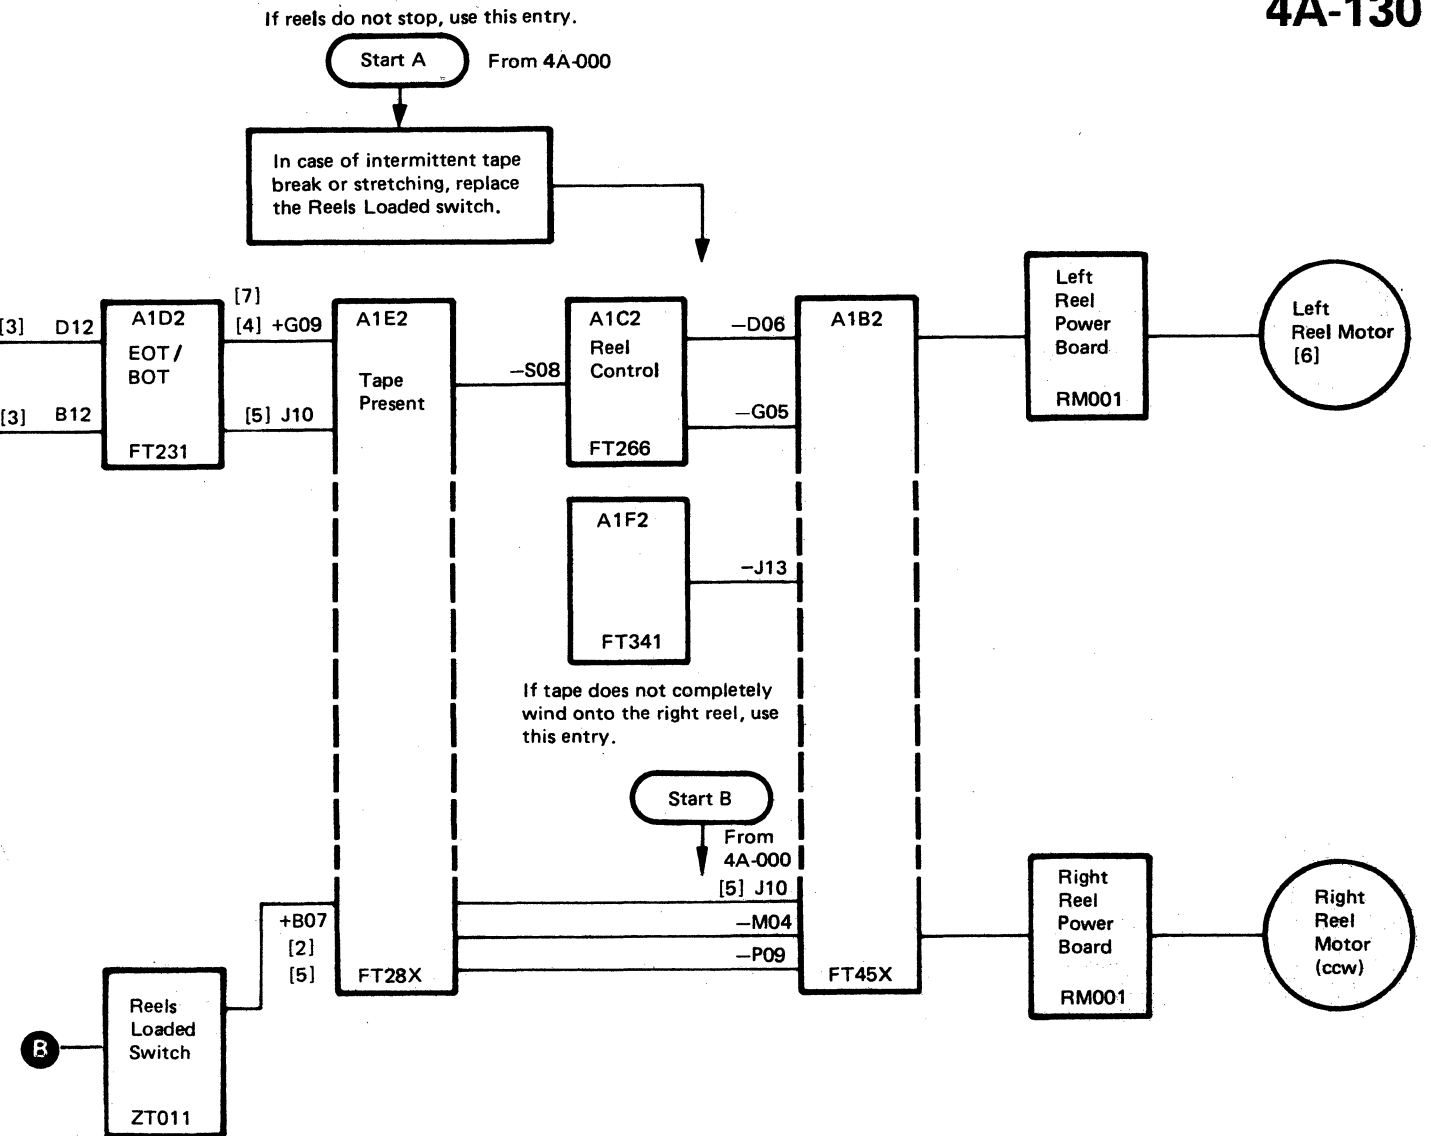 4A-130
If reels do not stop, use this entry.
Start A
From 4A-000
In case of intermittent tape
break or stretching, replace
the Reels Loaded switch.
[3] D12
[3] B12
A1D2
EOT/
BOT
FT231
[7]
[4] +G09
[5] J10
A1E2
Tape
Present
FT28X
-S08
A1C2
Reel
Control
FT266
-D06
-G05
A1B2
FT45X
Left
Reel
Power
Board
RM001
Left
Reel Motor
[6]
A1F2
FT341
-J13
If tape does not completely
wind onto the right reel, use
this entry.
Start B
From
4A-000
[5] J10
-M04
-P09
+B07
[2]
[5]
Right
Reel
Power
Board
RM001
Right
Reel
Motor
(ccw)
B
Reels
Loaded
Switch
ZT011